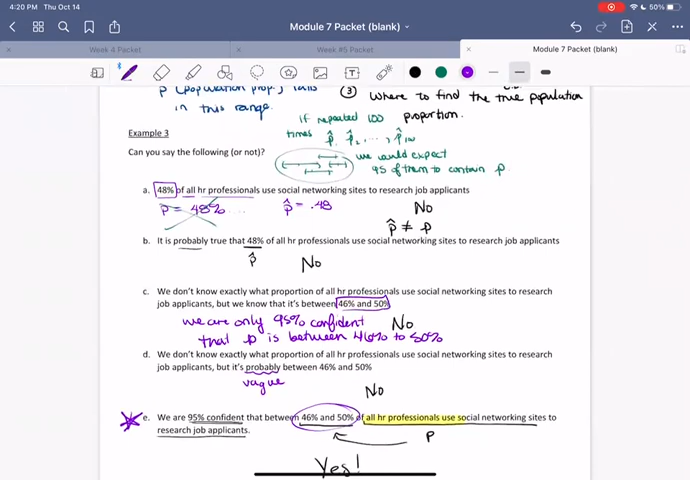 4:20 PM Thu Oct 14
50%
Module 7 Packet (blank)
Week 4 Packet
Week #5 Packet
Module 7 Packet (blank)
p (population prop.) falls
in this range.
③ Where to find the true population
proportion.
Example 3
if repeated 100
times p̂₁ p̂₂, ..., p̂₁₀₀
we would expect
95 of them to contain p
Can you say the following (or not)?
a. 48% of all hr professionals use social networking sites to research job applicants
p = 48% ...
p̂ = .48
No
p̂ ≠ p
b. It is probably true that 48% of all hr professionals use social networking sites to research job applicants
p̂
No
c. We don't know exactly what proportion of all hr professionals use social networking sites to research
job applicants, but we know that it's between 46% and 50%
we are only 95% confident
that p is between 46% to 50%
No
d. We don't know exactly what proportion of all hr professionals use social networking sites to research
job applicants, but it's probably between 46% and 50%
vague
No
e. We are 95% confident that between 46% and 50% of all hr professionals use social networking sites to
research job applicants.
p
Yes!